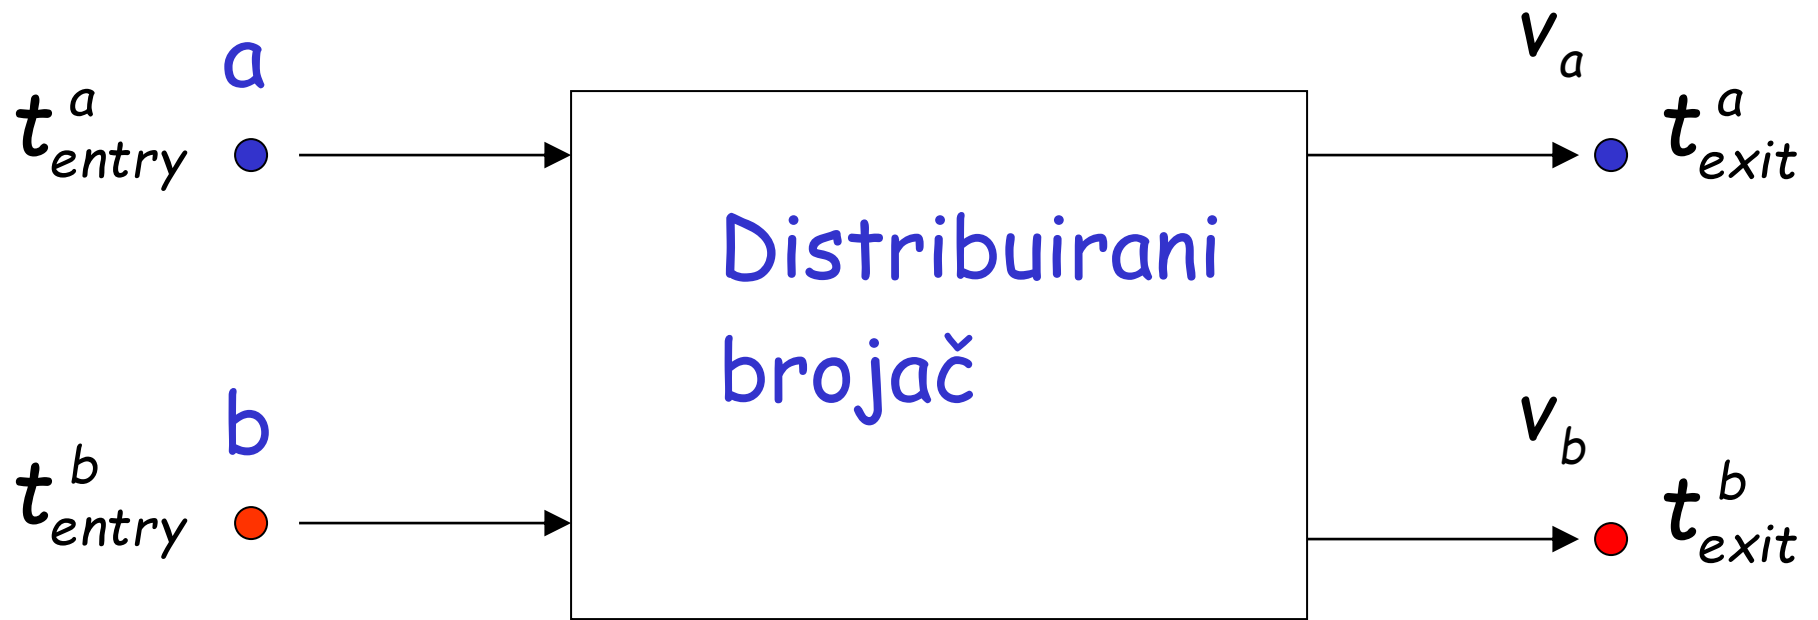 a
t^a_entry
v_a
t^a_exit
Distribuirani
brojač
b
t^b_entry
v_b
t^b_exit